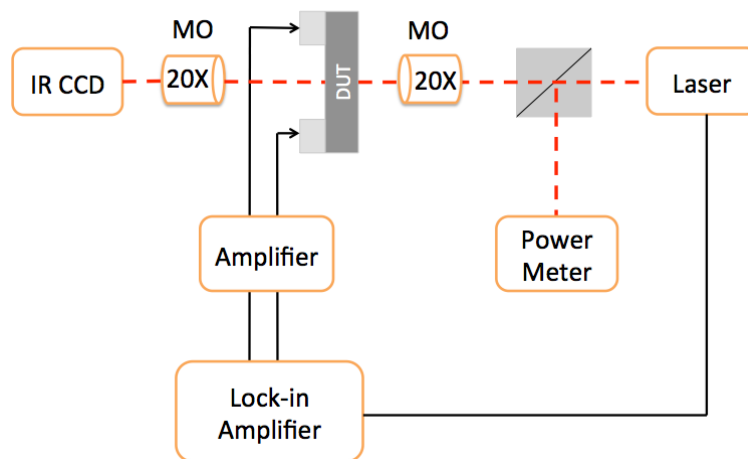 MO
MO
IR CCD
20X
DUT
20X
Laser
Amplifier
Power
Meter
Lock-in
Amplifier